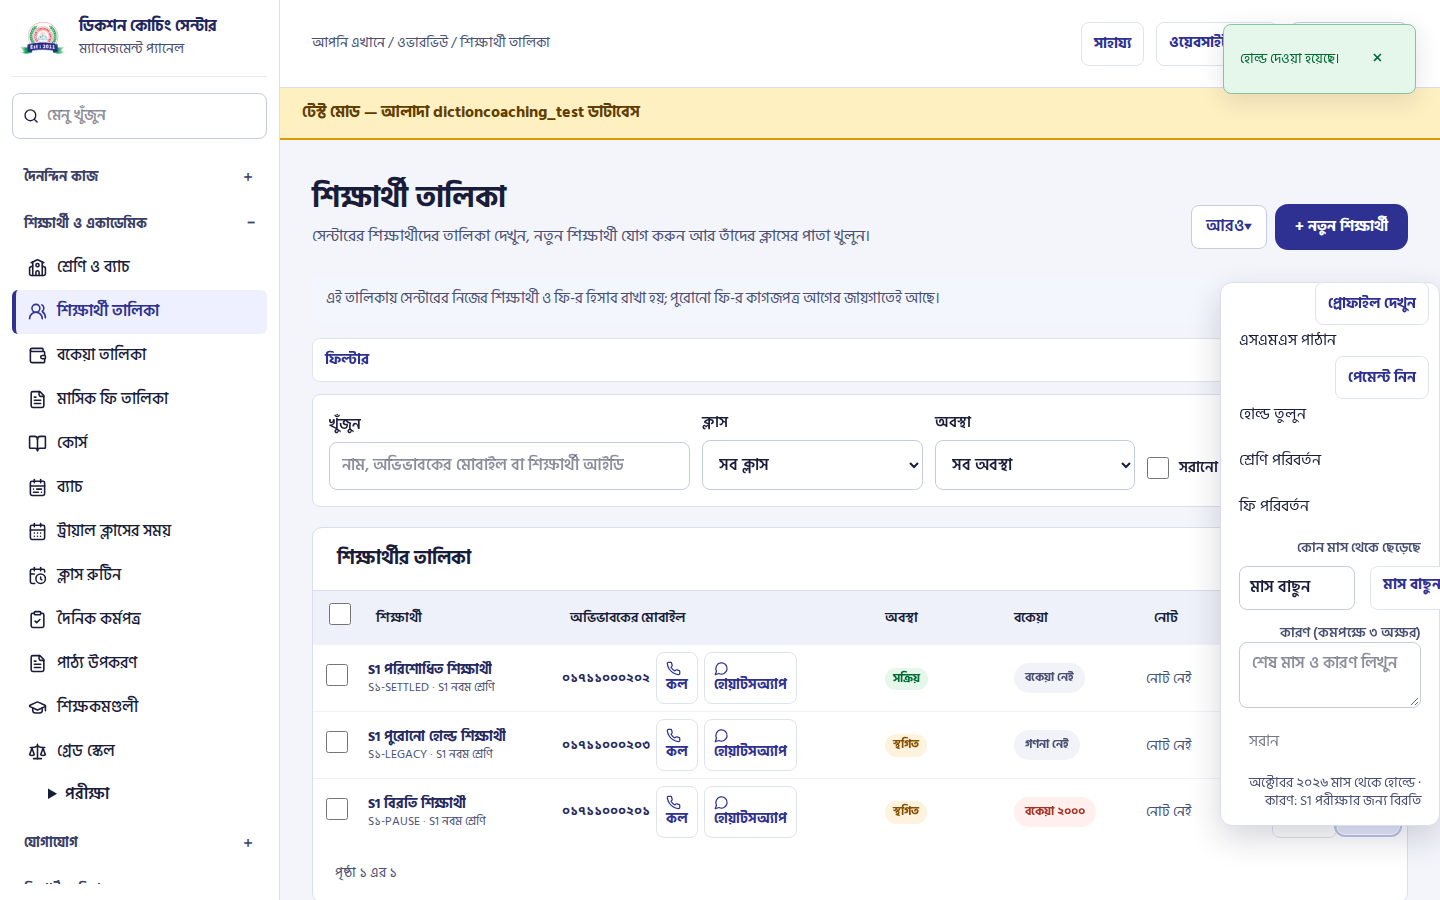 ডিকশন কোচিং সেন্টার
ম্যানেজমেন্ট প্যানেল
Est : 2011
মেনু খুঁজুন
দৈনন্দিন কাজ +
শিক্ষার্থী ও একাডেমিক −
শ্রেণি ও ব্যাচ
শিক্ষার্থী তালিকা
বকেয়া তালিকা
মাসিক ফি তালিকা
কোর্স
ব্যাচ
ট্রায়াল ক্লাসের সময়
ক্লাস রুটিন
দৈনিক কর্মপত্র
পাঠ্য উপকরণ
শিক্ষকমণ্ডলী
গ্রেড স্কেল
▶ পরীক্ষা
যোগাযোগ +
আপনি এখানে / ওভারভিউ / শিক্ষার্থী তালিকা
সাহায্য
হোল্ড দেওয়া হয়েছে। ×
টেস্ট মোড — আলাদা dictioncoaching_test ডাটাবেস
শিক্ষার্থী তালিকা
সেন্টারের শিক্ষার্থীদের তালিকা দেখুন, নতুন শিক্ষার্থী যোগ করুন আর তাঁদের ক্লাসের পাতা খুলুন।
আরও▾
+ নতুন শিক্ষার্থী
এই তালিকায় সেন্টারের নিজের শিক্ষার্থী ও ফি-র হিসাব রাখা হয়; পুরোনো ফি-র কাগজপত্র আগের জায়গাতেই আছে।
ফিল্টার
খুঁজুন ক্লাস অবস্থা
নাম, অভিভাবকের মোবাইল বা শিক্ষার্থী আইডি
সব ক্লাস
সব অবস্থা
সরানো
শিক্ষার্থীর তালিকা
শিক্ষার্থী অভিভাবকের মোবাইল অবস্থা বকেয়া নোট
S1 পরিশোধিত শিক্ষার্থী
S১-SETTLED · S1 নবম শ্রেণি
০১৭১১০০০২০২ কল হোয়াটসঅ্যাপ সক্রিয় বকেয়া নেই নোট নেই
S1 পুরোনো হোল্ড শিক্ষার্থী
S১-LEGACY · S1 নবম শ্রেণি
০১৭১১০০০২০৩ কল হোয়াটসঅ্যাপ স্থগিত গণনা নেই নোট নেই
S1 বিরতি শিক্ষার্থী
S১-PAUSE · S1 নবম শ্রেণি
০১৭১১০০০২০১ কল হোয়াটসঅ্যাপ স্থগিত বকেয়া ২০০০ নোট নেই
পৃষ্ঠা ১ এর ১
প্রোফাইল দেখুন
এসএমএস পাঠান
পেমেন্ট নিন
হোল্ড তুলুন
শ্রেণি পরিবর্তন
ফি পরিবর্তন
কোন মাস থেকে ছেড়েছে
মাস বাছুন মাস বাছুন
কারণ (কমপক্ষে ৩ অক্ষর)
শেষ মাস ও কারণ লিখুন
সরান
অক্টোবর ২০২৬ মাস থেকে হোল্ডে ·
কারণ: S1 পরীক্ষার জন্য বিরতি